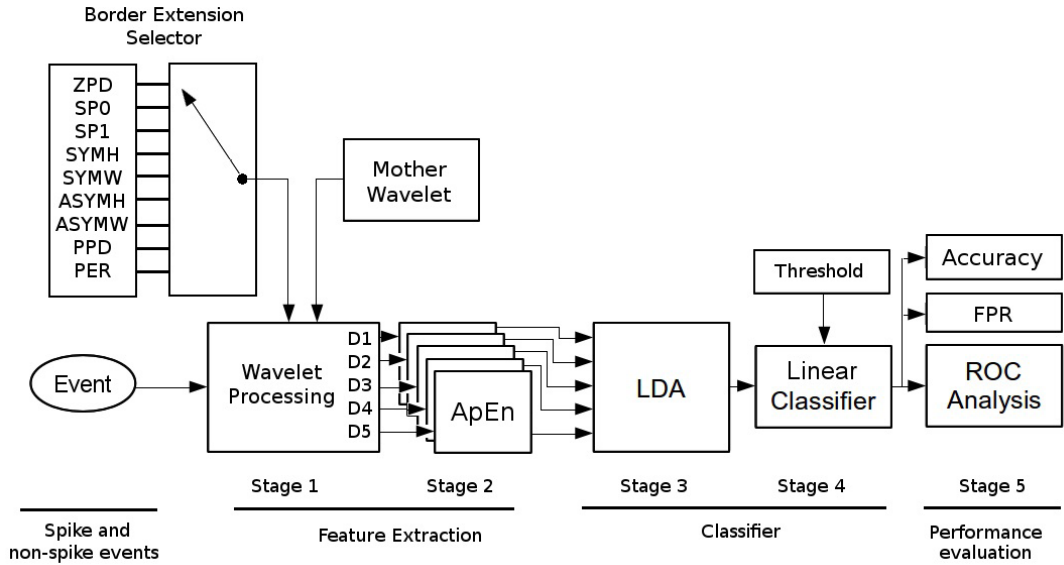 Border Extension
Selector
ZPD
SP0
SP1
SYMH
SYMW
ASYMH
ASYMW
PPD
PER
Mother
Wavelet
Threshold
Accuracy
FPR
ROC
Analysis
Event
Wavelet
Processing
D1
D2
D3
D4
D5
ApEn
LDA
Linear
Classifier
Stage 1
Stage 2
Stage 3
Stage 4
Stage 5
Spike and
non-spike events
Feature Extraction
Classifier
Performance
evaluation